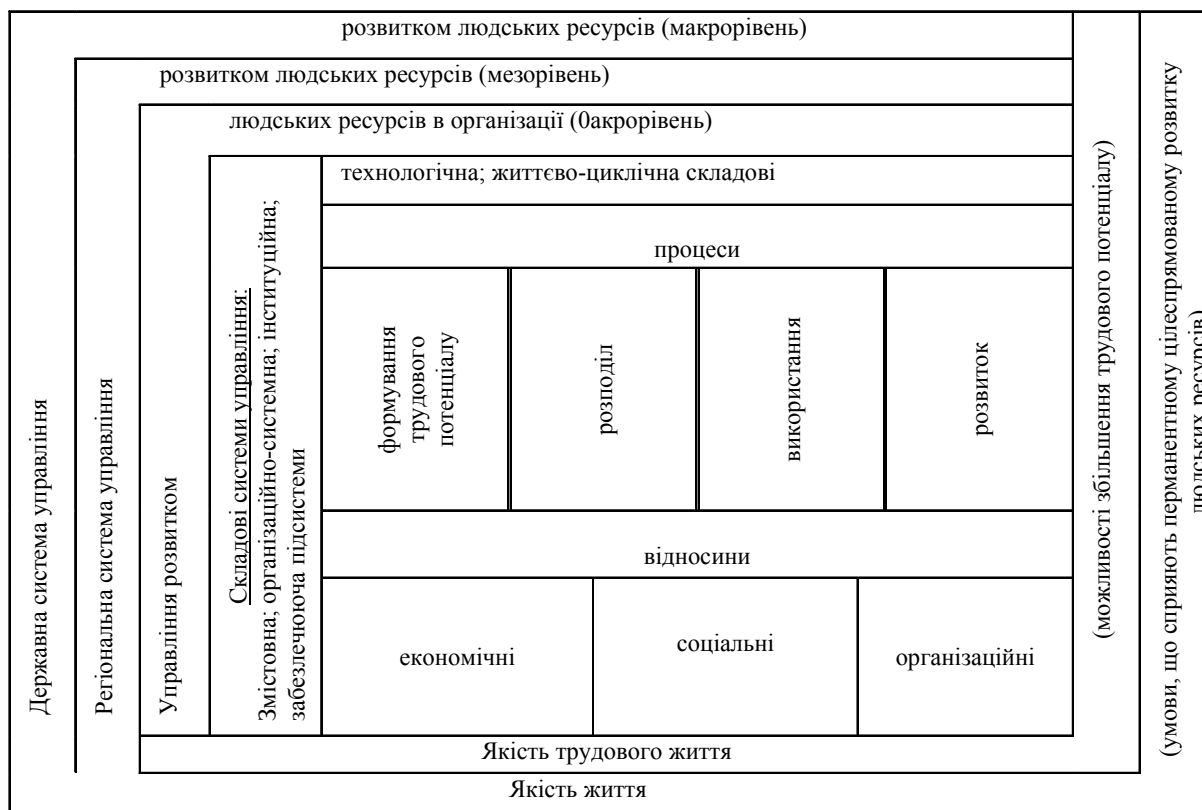 розвитком людських ресурсів (макрорівень)
розвитком людських ресурсів (мезорівень)
людських ресурсів в організації (0акрорівень)
Державна система управління
Регіональна система управління
Управління розвитком
Складові системи управління:
Змістовна; організаційно-системна; інституційна;
забезлечуюча підсистеми
технологічна; життєво-циклічна складові
процеси
формування
трудового
потенціалу
розподіл
використання
розвиток
відносини
економічні
соціальні
організаційні
(можливості збільшення трудового потенціалу)
(умови, що сприяють перманентному цілеспрямованому розвитку
людських ресурсів)
Якість трудового життя
Якість життя